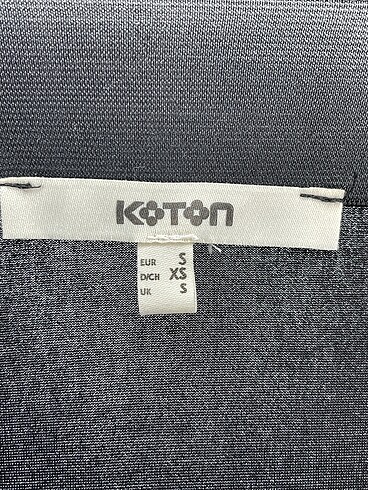 KOTON
EUR S
D/CH XS
UK S